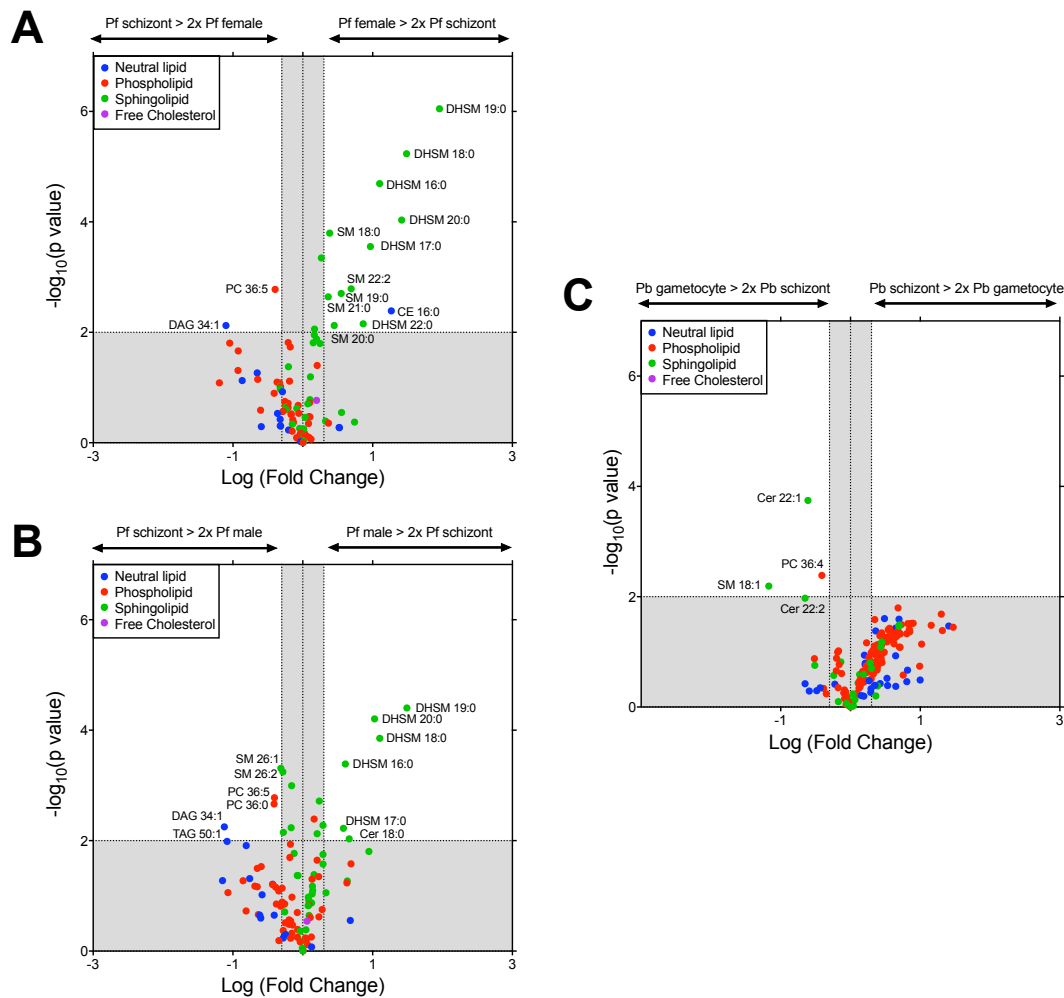 A
Pf schizont > 2x Pf female
Pf female > 2x Pf schizont
Neutral lipid
Phospholipid
Sphingolipid
Free Cholesterol
DHSM 19:0
DHSM 18:0
DHSM 16:0
DHSM 20:0
SM 18:0
DHSM 17:0
SM 22:2
PC 36:5
SM 19:0
SM 21:0
CE 16:0
DAG 34:1
DHSM 22:0
SM 20:0
6
4
2
0
-3
-1
1
3
-log10(p value)
Log (Fold Change)
B
Pf schizont > 2x Pf male
Pf male > 2x Pf schizont
Neutral lipid
Phospholipid
Sphingolipid
Free Cholesterol
DHSM 19:0
DHSM 20:0
DHSM 18:0
DHSM 16:0
SM 26:1
SM 26:2
PC 36:5
PC 36:0
DAG 34:1
DHSM 17:0
TAG 50:1
Cer 18:0
6
4
2
0
-3
-1
1
3
-log10(p value)
Log (Fold Change)
C
Pb gametocyte > 2x Pb schizont
Pb schizont > 2x Pb gametocyte
Neutral lipid
Phospholipid
Sphingolipid
Free Cholesterol
Cer 22:1
PC 36:4
SM 18:1
Cer 22:2
6
4
2
0
-1
1
3
-log10(p value)
Log (Fold Change)